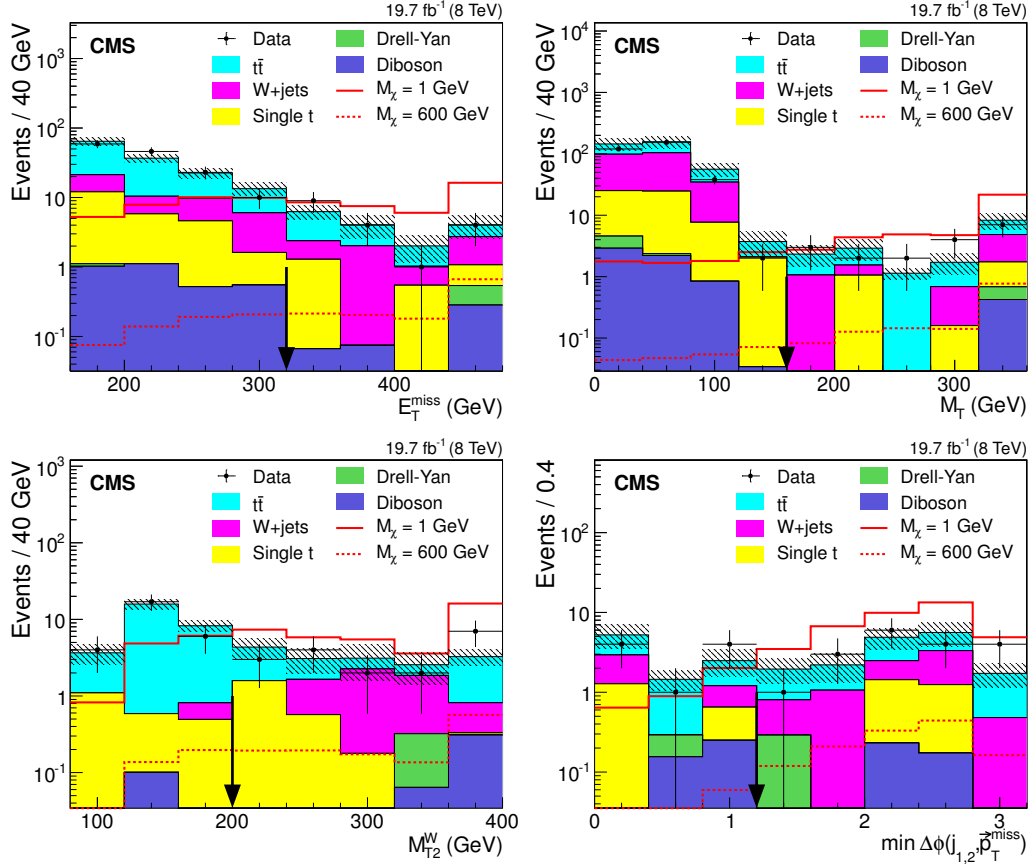 19.7 fb⁻¹ (8 TeV)
CMS
Data
tt̄
W+jets
Single t
Drell-Yan
Diboson
M_χ = 1 GeV
M_χ = 600 GeV
Events / 40 GeV
10³
10²
10
1
10⁻¹
200 300 400
E_T^miss (GeV)
19.7 fb⁻¹ (8 TeV)
CMS
Data
tt̄
W+jets
Single t
Drell-Yan
Diboson
M_χ = 1 GeV
M_χ = 600 GeV
Events / 40 GeV
10⁴
10³
10²
10
1
10⁻¹
0 100 200 300
M_T (GeV)
19.7 fb⁻¹ (8 TeV)
CMS
Data
tt̄
W+jets
Single t
Drell-Yan
Diboson
M_χ = 1 GeV
M_χ = 600 GeV
Events / 40 GeV
10³
10²
10
1
10⁻¹
100 200 300 400
M_T2^W (GeV)
19.7 fb⁻¹ (8 TeV)
CMS
Data
tt̄
W+jets
Single t
Drell-Yan
Diboson
M_χ = 1 GeV
M_χ = 600 GeV
Events / 0.4
10³
10²
10
1
10⁻¹
0 1 2 3
min Δϕ(j_1,2,p⃗_T^miss)